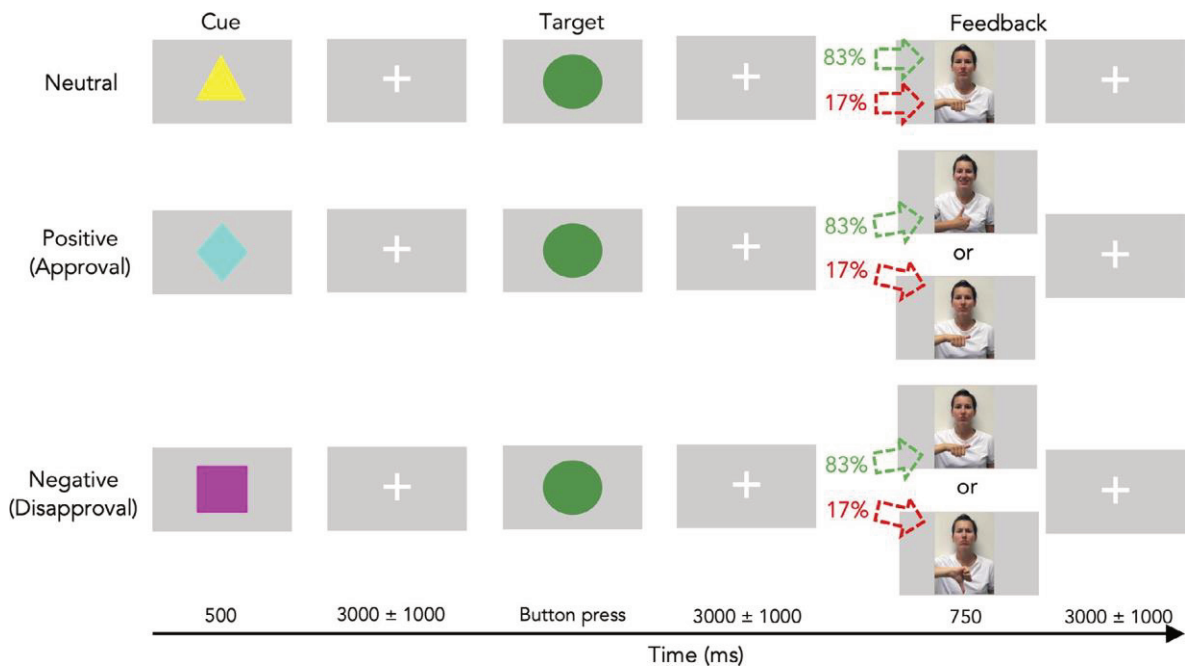 Cue
Target
Feedback
Neutral
83%
17%
Positive
(Approval)
83%
17%
or
Negative
(Disapproval)
83%
17%
or
500
3000 ± 1000
Button press
3000 ± 1000
750
3000 ± 1000
Time (ms)